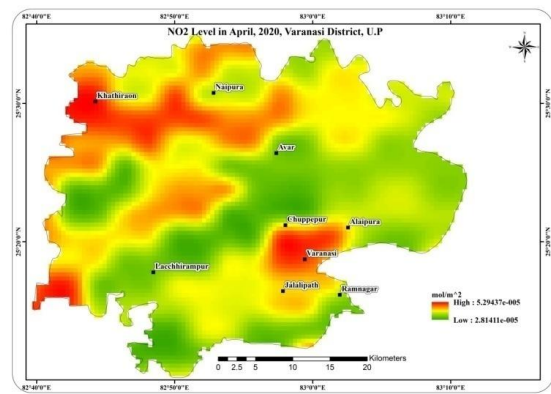 82°40'0"E 82°50'0"E 83°0'0"E 83°10'0"E
NO2 Level in April, 2020, Varanasi District, U.P
Naipura
Khathiraon
25°30'0"N 25°30'0"N
Avar
Chuppepur
Alaipura
25°20'0"N 25°20'0"N
Varanasi
Lacchhirampur
Jalalipath
Ramnagar
mol/m^2
High : 5.29437e-005
Low : 2.81411e-005
Kilometers
0 2.5 5 10 15 20
82°40'0"E 82°50'0"E 83°0'0"E 83°10'0"E